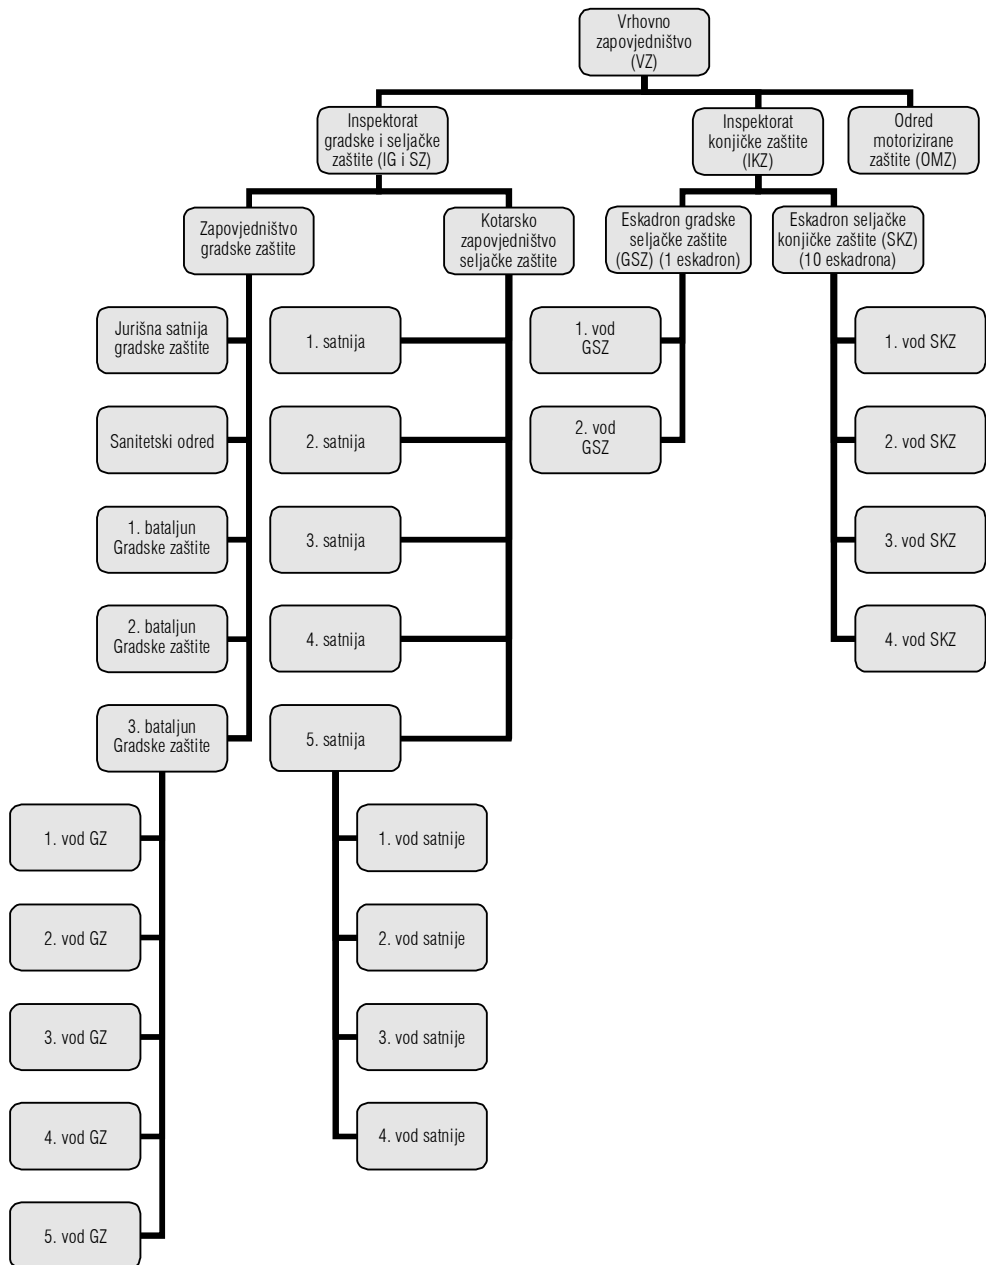 Vrhovno
zapovjedništvo
(VZ)
Inspektorat
gradske i seljačke
zaštite (IG i SZ)
Inspektorat
konjičke zaštite
(IKZ)
Odred
motorizirane
zaštite (OMZ)
Zapovjedništvo
gradske zaštite
Kotarsko
zapovjedništvo
seljačke zaštite
Eskadron gradske
seljačke zaštite
(GSZ) (1 eskadron)
Eskadron seljačke
konjičke zaštite (SKZ)
(10 eskadrona)
Jurišna satnija
gradske zaštite
1. satnija
1. vod
GSZ
1. vod SKZ
Sanitetski odred
2. satnija
2. vod
GSZ
2. vod SKZ
1. bataljun
Gradske zaštite
3. satnija
3. vod SKZ
2. bataljun
Gradske zaštite
4. satnija
4. vod SKZ
3. bataljun
Gradske zaštite
5. satnija
1. vod GZ
1. vod satnije
2. vod GZ
2. vod satnije
3. vod GZ
3. vod satnije
4. vod GZ
4. vod satnije
5. vod GZ